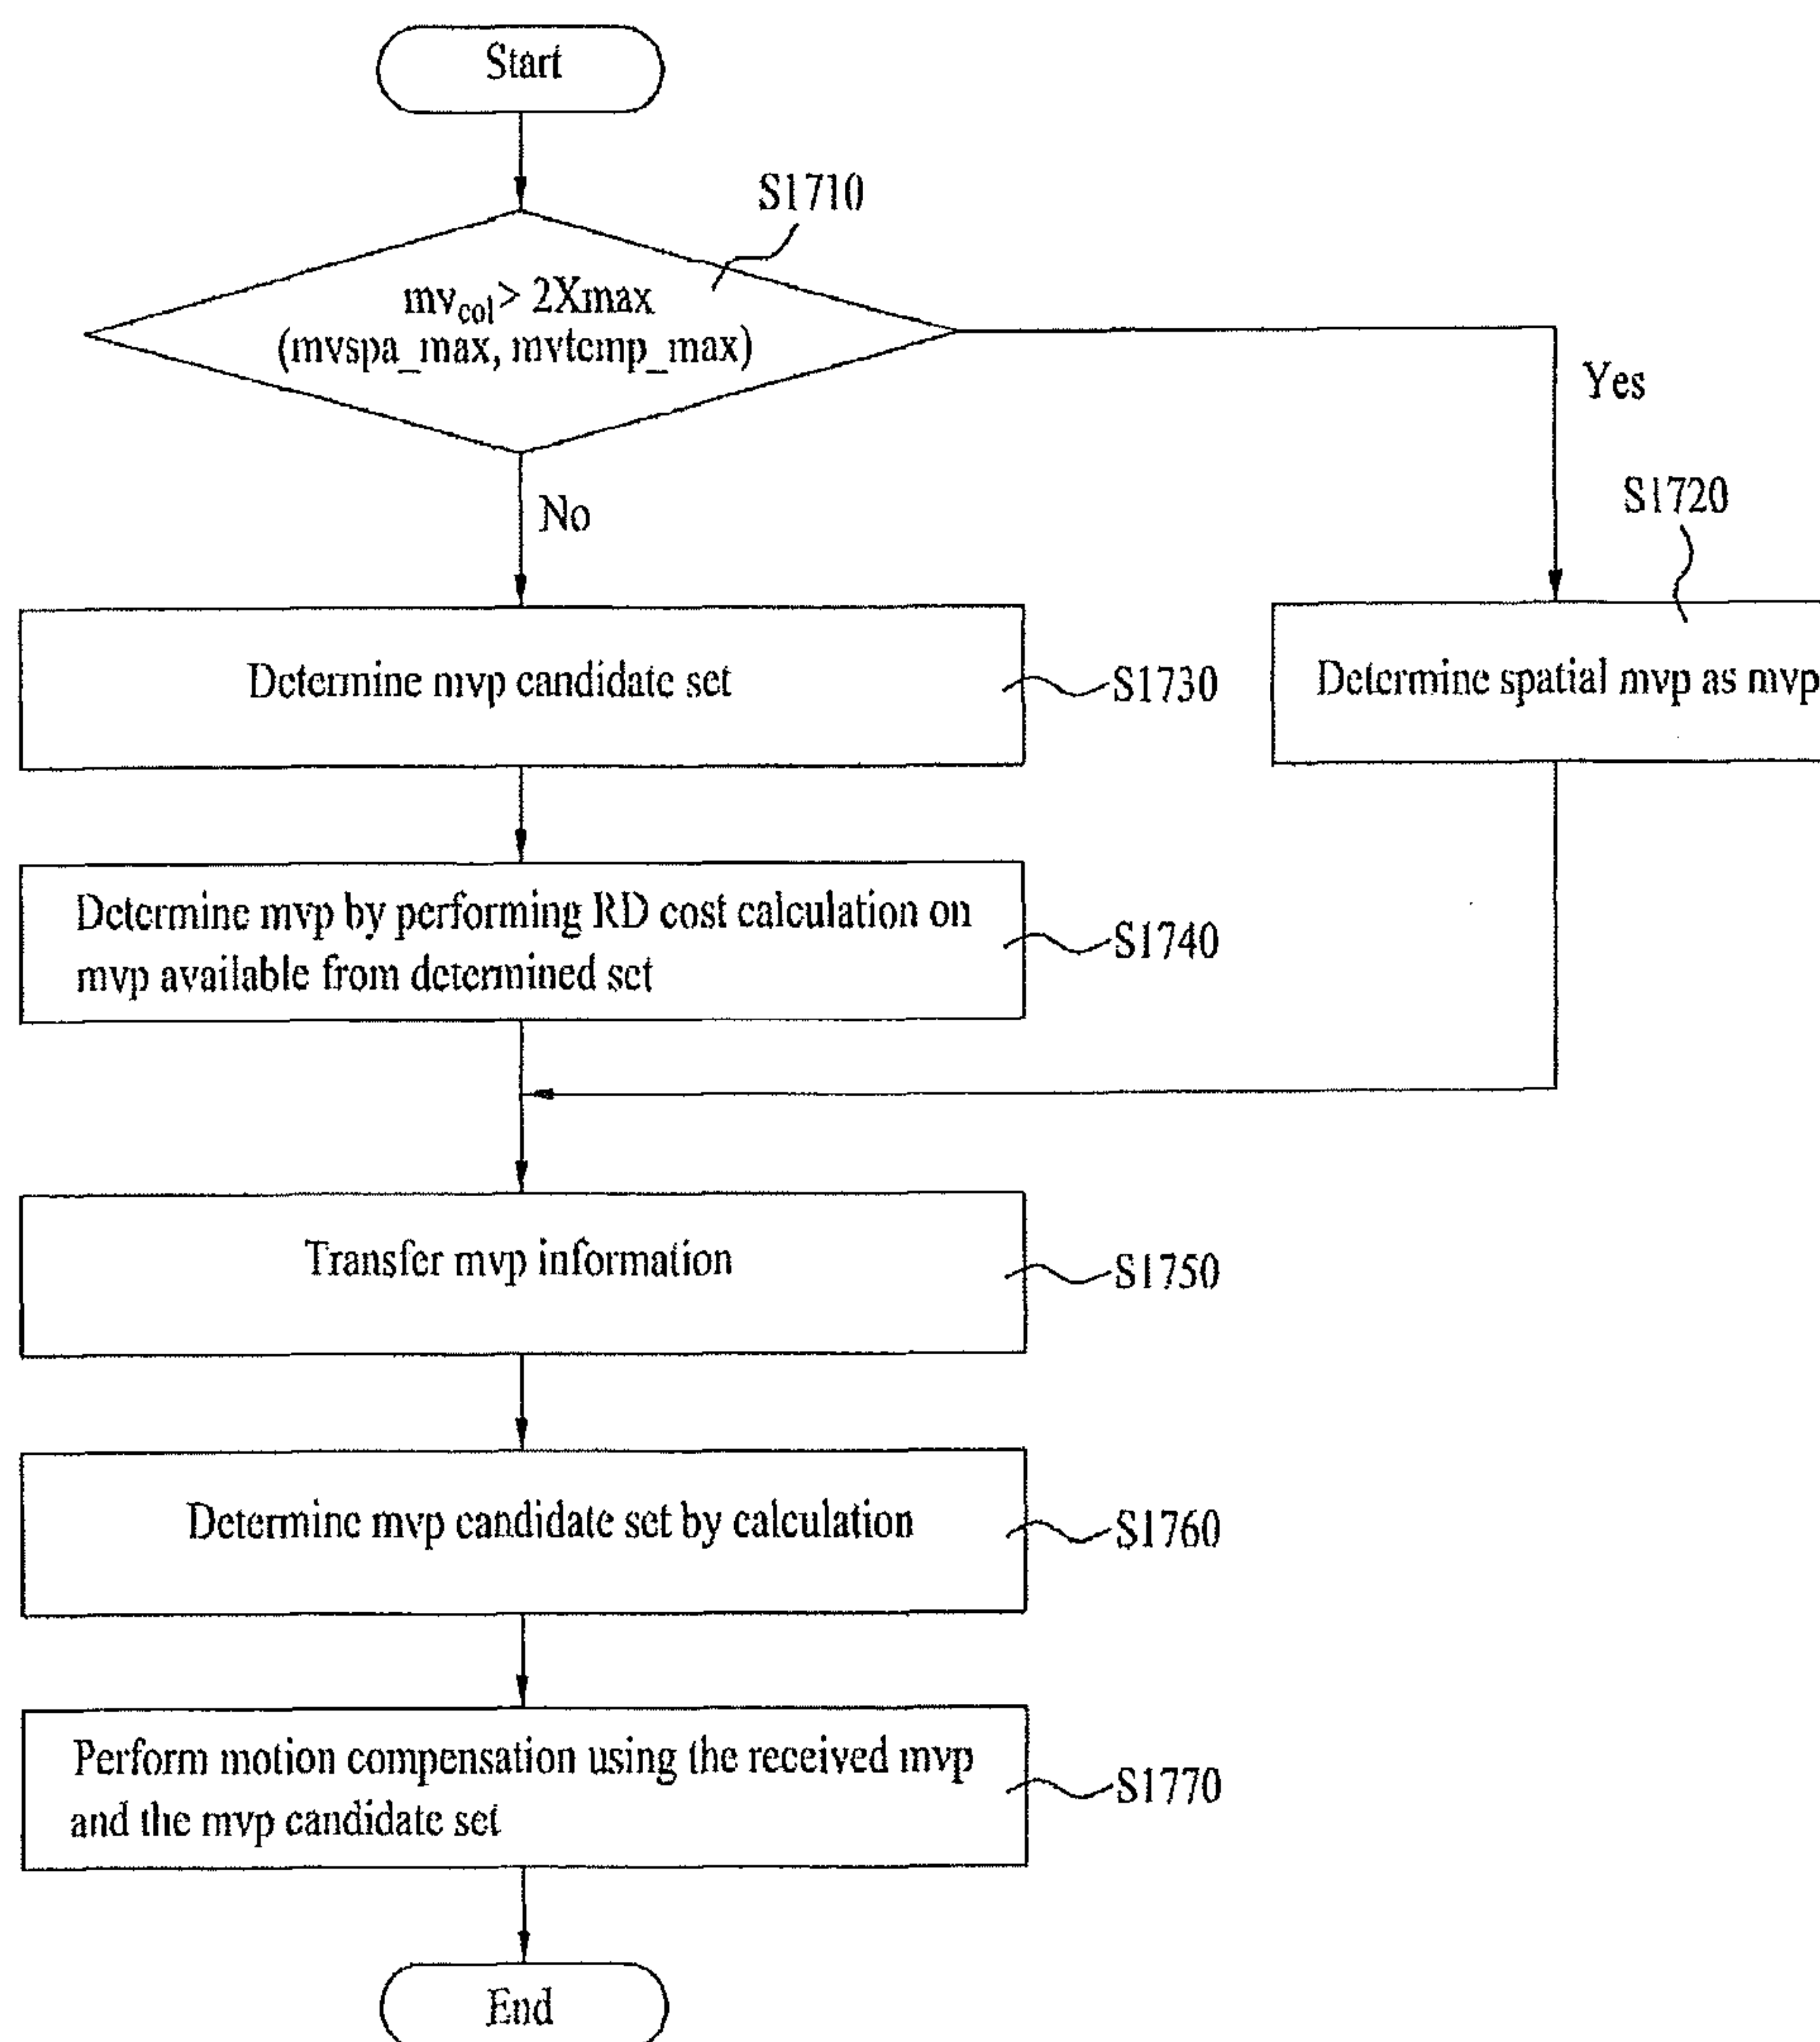 Start
S1710
mvcol> 2Xmax
(mvspa_max, mvtemp_max)
Yes
No
S1720
Determine mvp candidate set
S1730
Determine spatial mvp as mvp
Determine mvp by performing RD cost calculation on
mvp available from determined set
S1740
Transfer mvp information
S1750
Determine mvp candidate set by calculation
S1760
Perform motion compensation using the received mvp
and the mvp candidate set
S1770
End